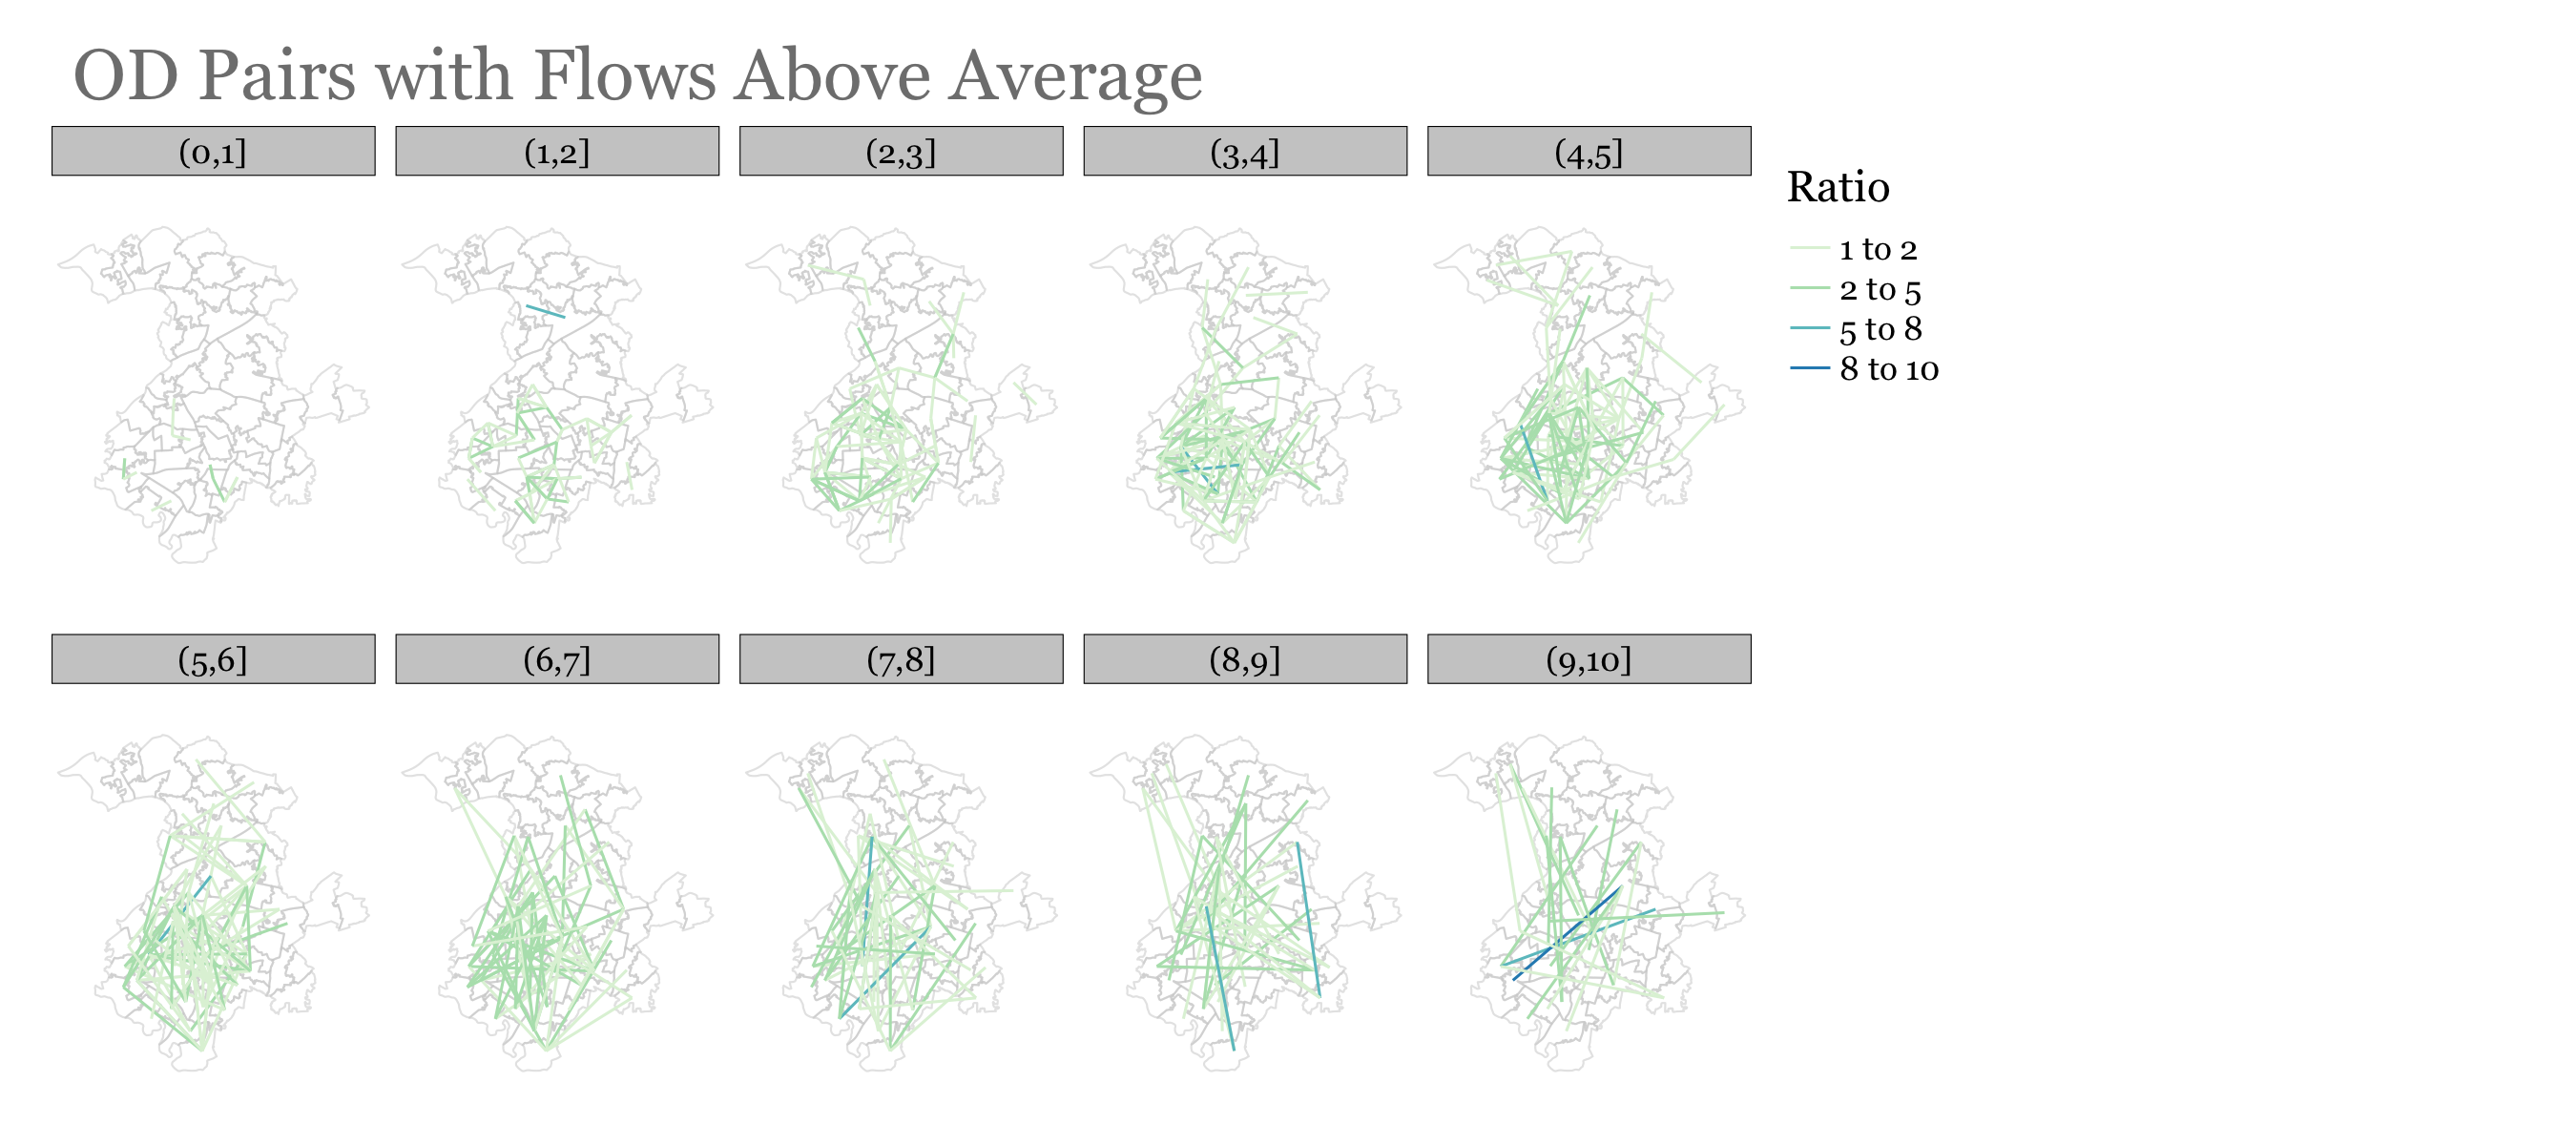 OD Pairs with Flows Above Average
(0,1]
(1,2]
(2,3]
(3,4]
(4,5]
Ratio
1 to 2
2 to 5
5 to 8
8 to 10
(5,6]
(6,7]
(7,8]
(8,9]
(9,10]